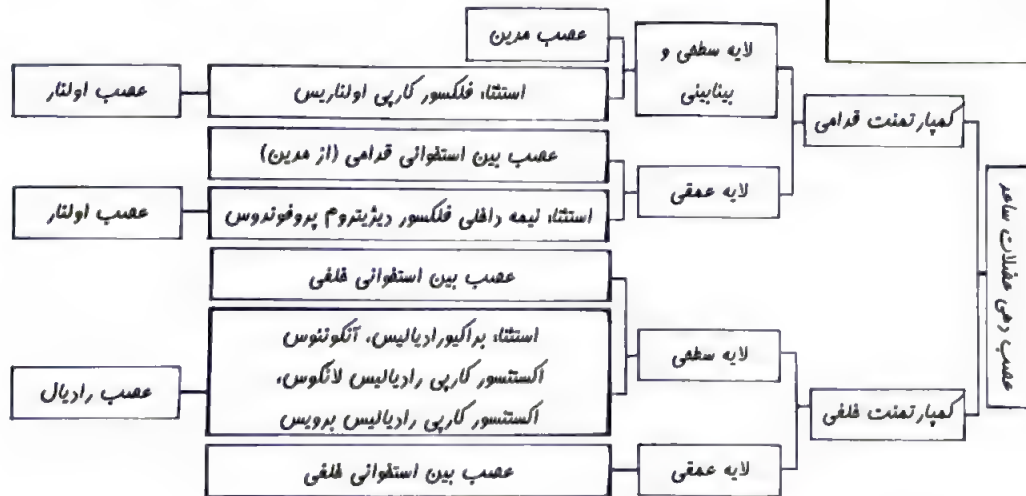 عصب دهی عضلات ساعد
کمپارتمنت قدامی
لایه سطحی و
بینابینی
عصب مدین
استثناء فلکسور کارپی اولناریس
عصب اولنار
لایه عمقی
عصب بین استخوانی قدامی (از مدین)
استثناء نیمه داخلی فلکسور دیژیتروم پروفوندوس
عصب اولنار
کمپارتمنت خلفی
لایه سطحی
عصب بین استخوانی خلفی
استثناء براکیورادیالیس، آنکونئوس
اکستنسور کارپی رادیالیس لانگوس،
اکستنسور کارپی رادیالیس برویس
عصب رادیال
لایه عمقی
عصب بین استخوانی خلفی